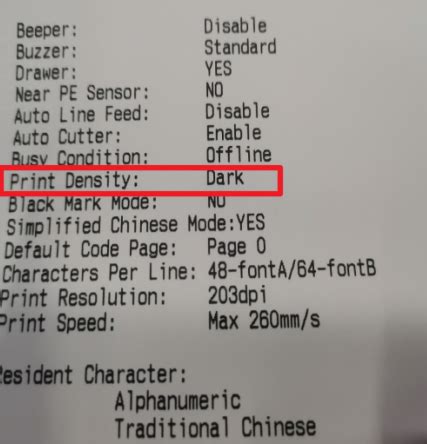 Beeper: Disable
Buzzer: Standard
Drawer: YES
Near PE Sensor: NO
Auto Line Feed: Disable
Auto Cutter: Enable
Busy Condition: Offline
Print Density: Dark
Black Mark Mode: NO
Simplified Chinese Mode:YES
Default Code Page: Page 0
Characters Per Line: 48-fontA/64-fontB
Print Resolution: 203dpi
Print Speed: Max 260mm/s
esident Character:
Alphanumeric
Traditional Chinese